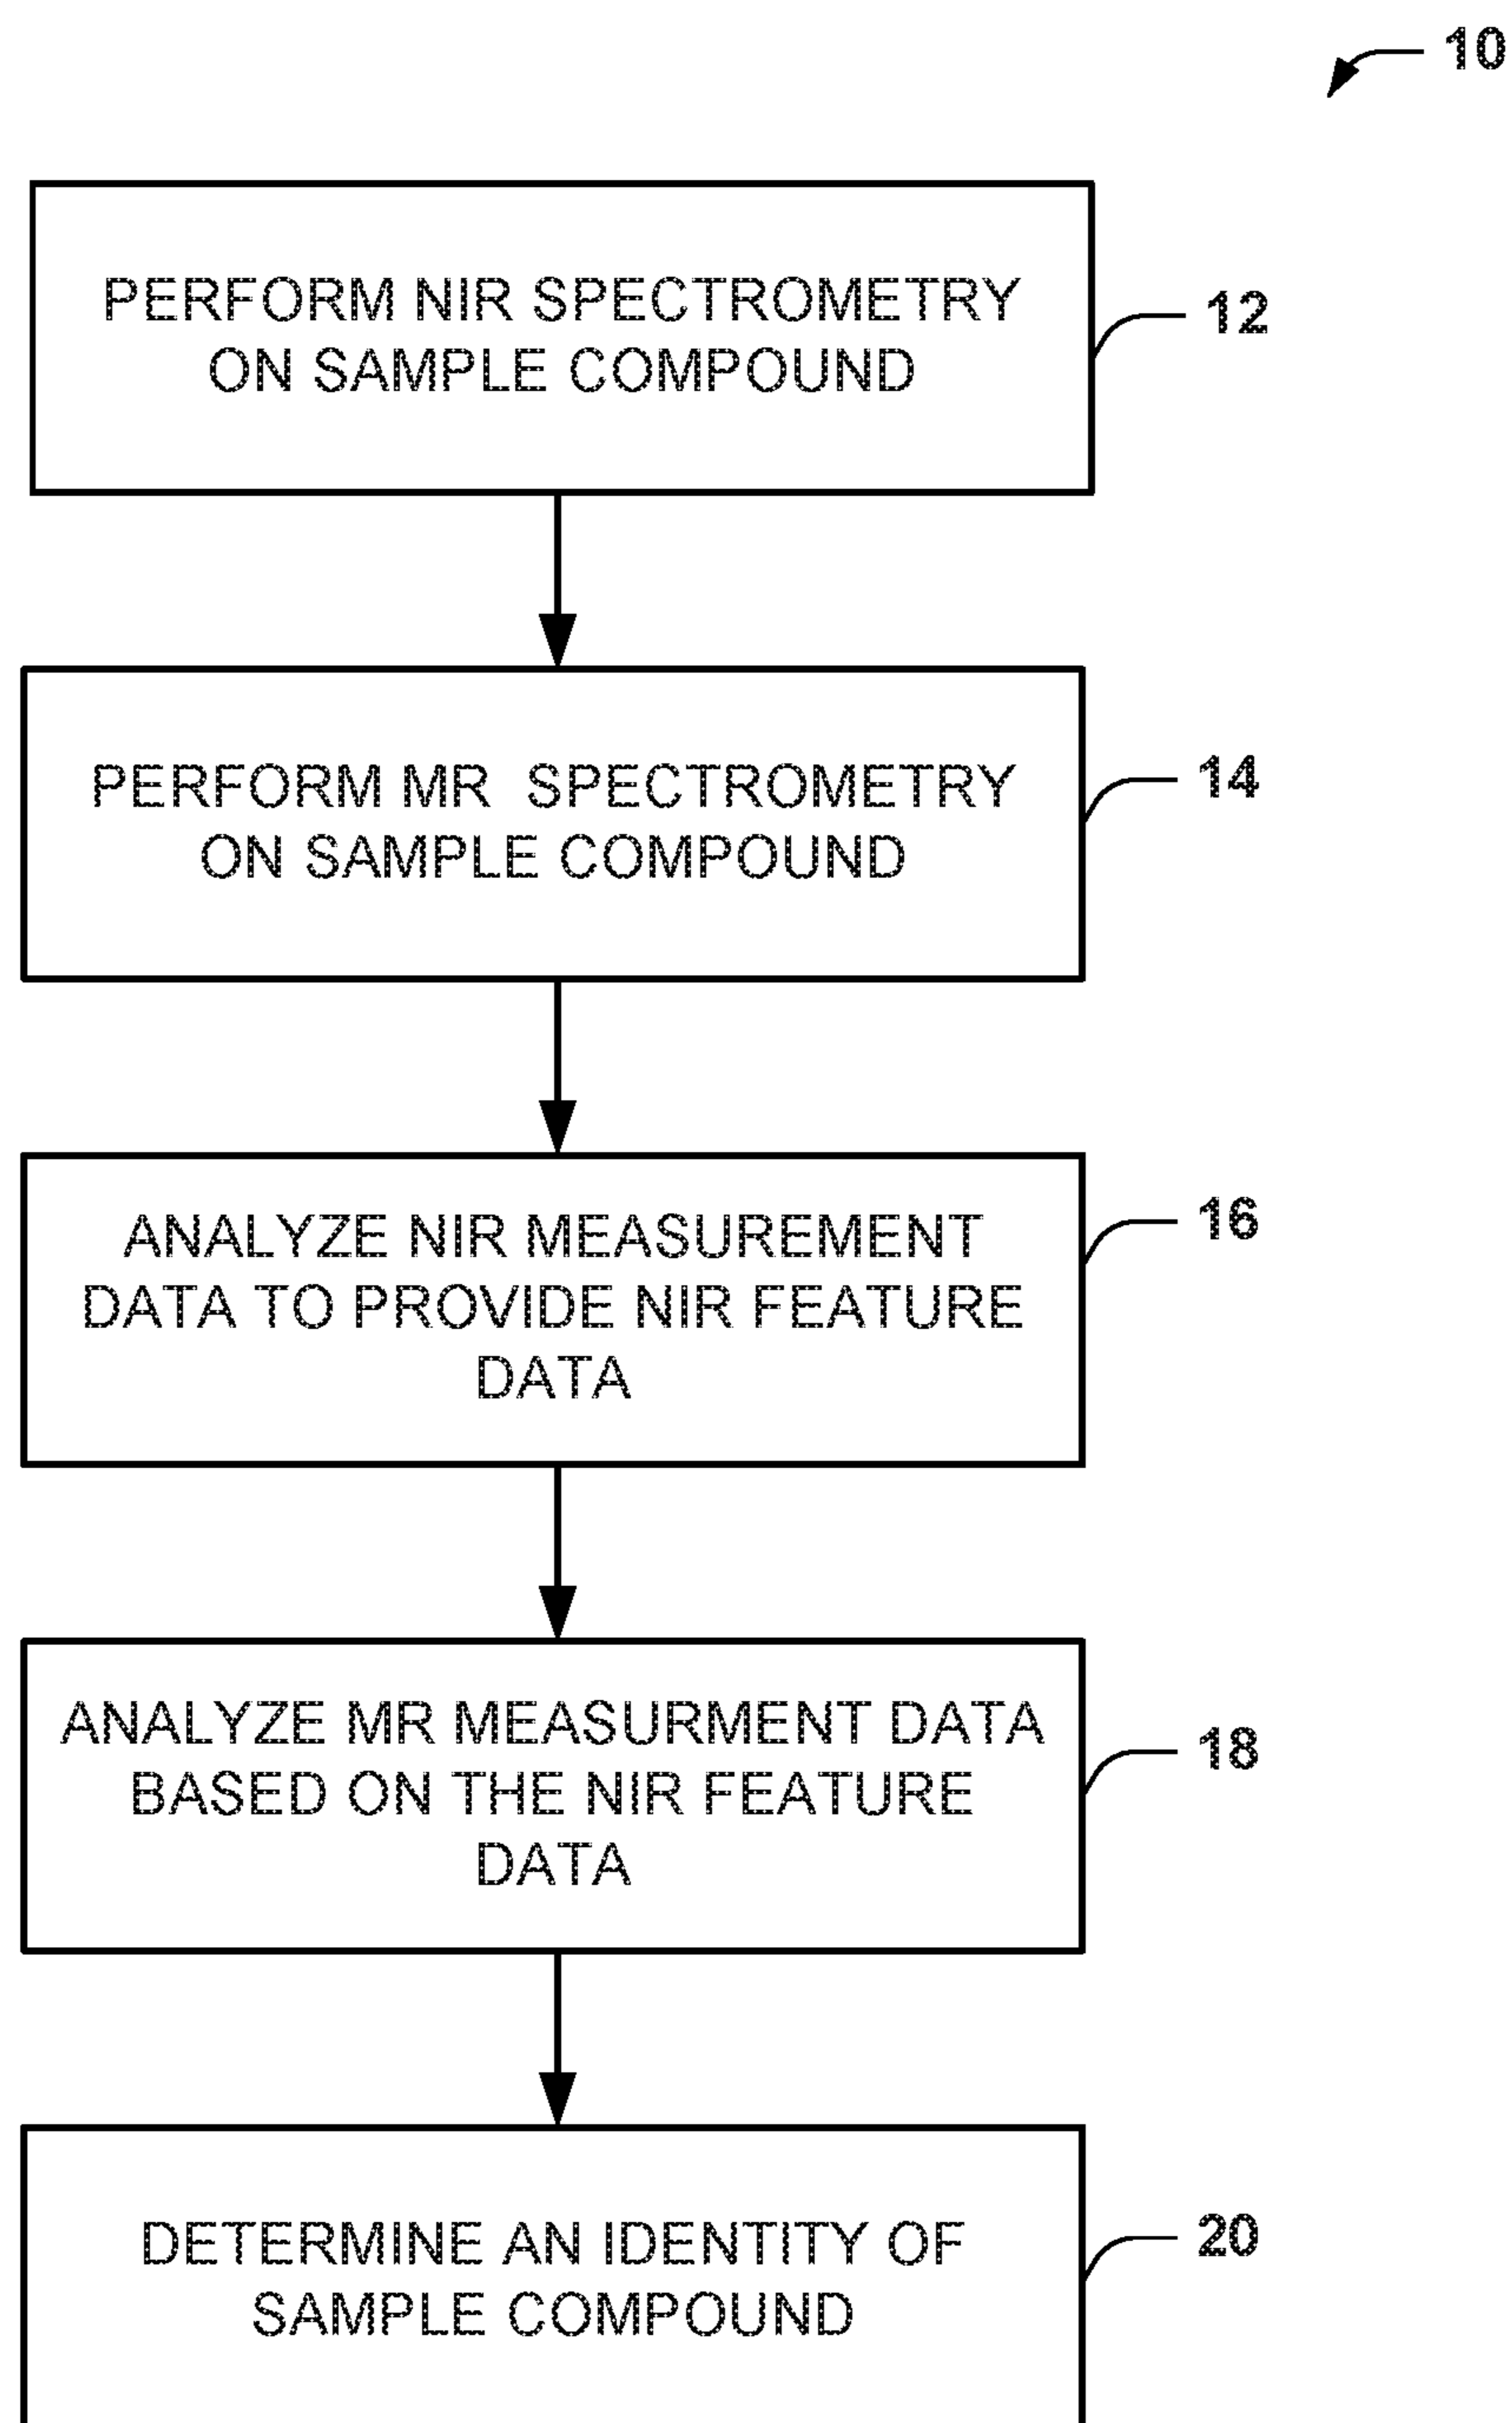 10
PERFORM NIR SPECTROMETRY
ON SAMPLE COMPOUND
12
PERFORM MR SPECTROMETRY
ON SAMPLE COMPOUND
14
ANALYZE NIR MEASUREMENT
DATA TO PROVIDE NIR FEATURE
DATA
16
ANALYZE MR MEASURMENT DATA
BASED ON THE NIR FEATURE
DATA
18
DETERMINE AN IDENTITY OF
SAMPLE COMPOUND
20